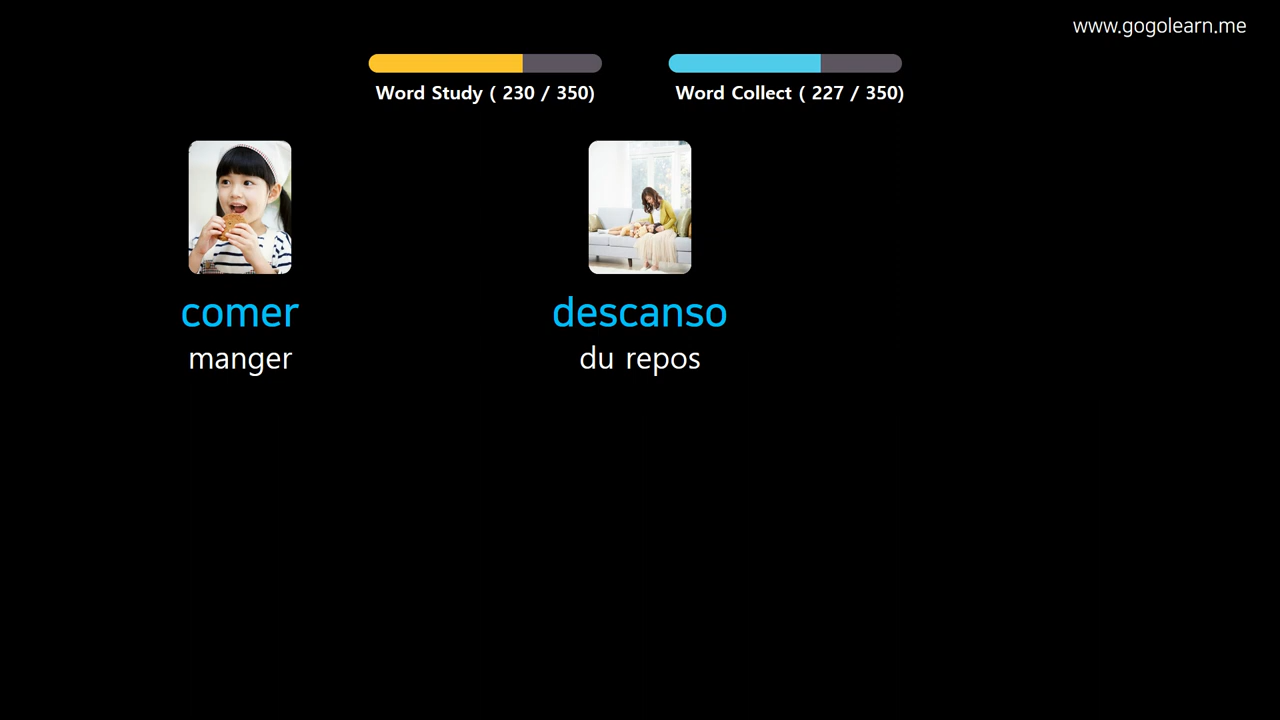 www.gogolearn.me
Word Study ( 230 / 350)
Word Collect ( 227 / 350)
comer
manger
descanso
du repos